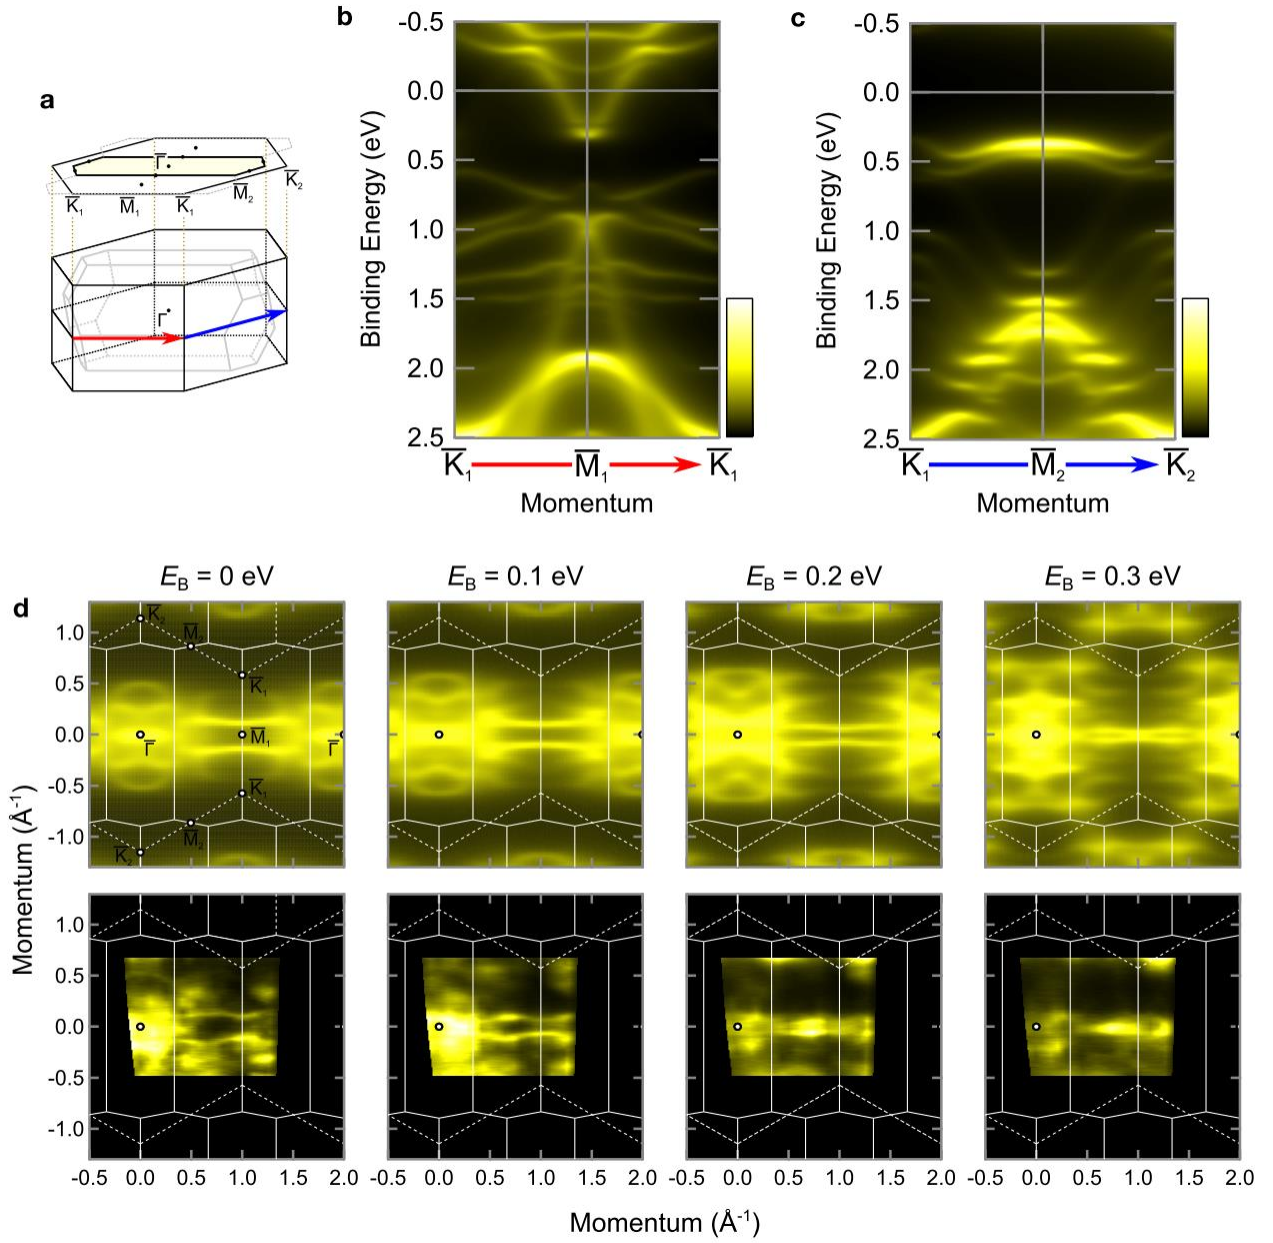 a
Γ̅
K̅₁
M̅₁
K̅₁
M̅₂
K̅₂
Γ
b
-0.5
0.0
0.5
1.0
1.5
2.0
2.5
Binding Energy (eV)
K̅₁
M̅₁
K̅₁
Momentum
c
-0.5
0.0
0.5
1.0
1.5
2.0
2.5
Binding Energy (eV)
K̅₁
M̅₂
K̅₂
Momentum
d
E_B = 0 eV
E_B = 0.1 eV
E_B = 0.2 eV
E_B = 0.3 eV
1.0
0.5
0.0
-0.5
-1.0
K̅₂
M̅₂
K̅₁
Γ̅
M̅₁
Γ̅
K̅₁
M̅₂
K̅₂
Momentum (Å⁻¹)
1.0
0.5
0.0
-0.5
-1.0
-0.5 0.0 0.5 1.0 1.5 2.0
-0.5 0.0 0.5 1.0 1.5 2.0
-0.5 0.0 0.5 1.0 1.5 2.0
-0.5 0.0 0.5 1.0 1.5 2.0
Momentum (Å⁻¹)